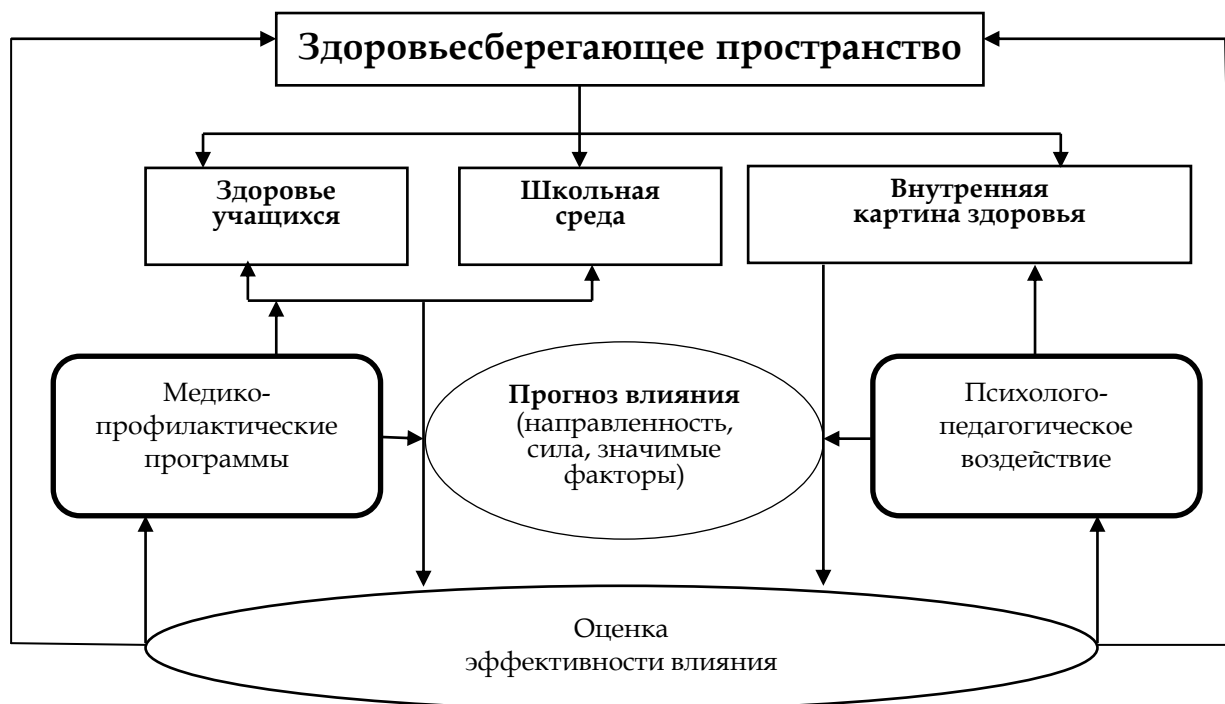 Здоровьесберегающее пространство
Здоровье
учащихся
Школьная
среда
Внутренняя
картина здоровья
Медико-
профилактические
программы
Прогноз влияния
(направленность,
сила, значимые
факторы)
Психолого-
педагогическое
воздействие
Оценка
эффективности влияния